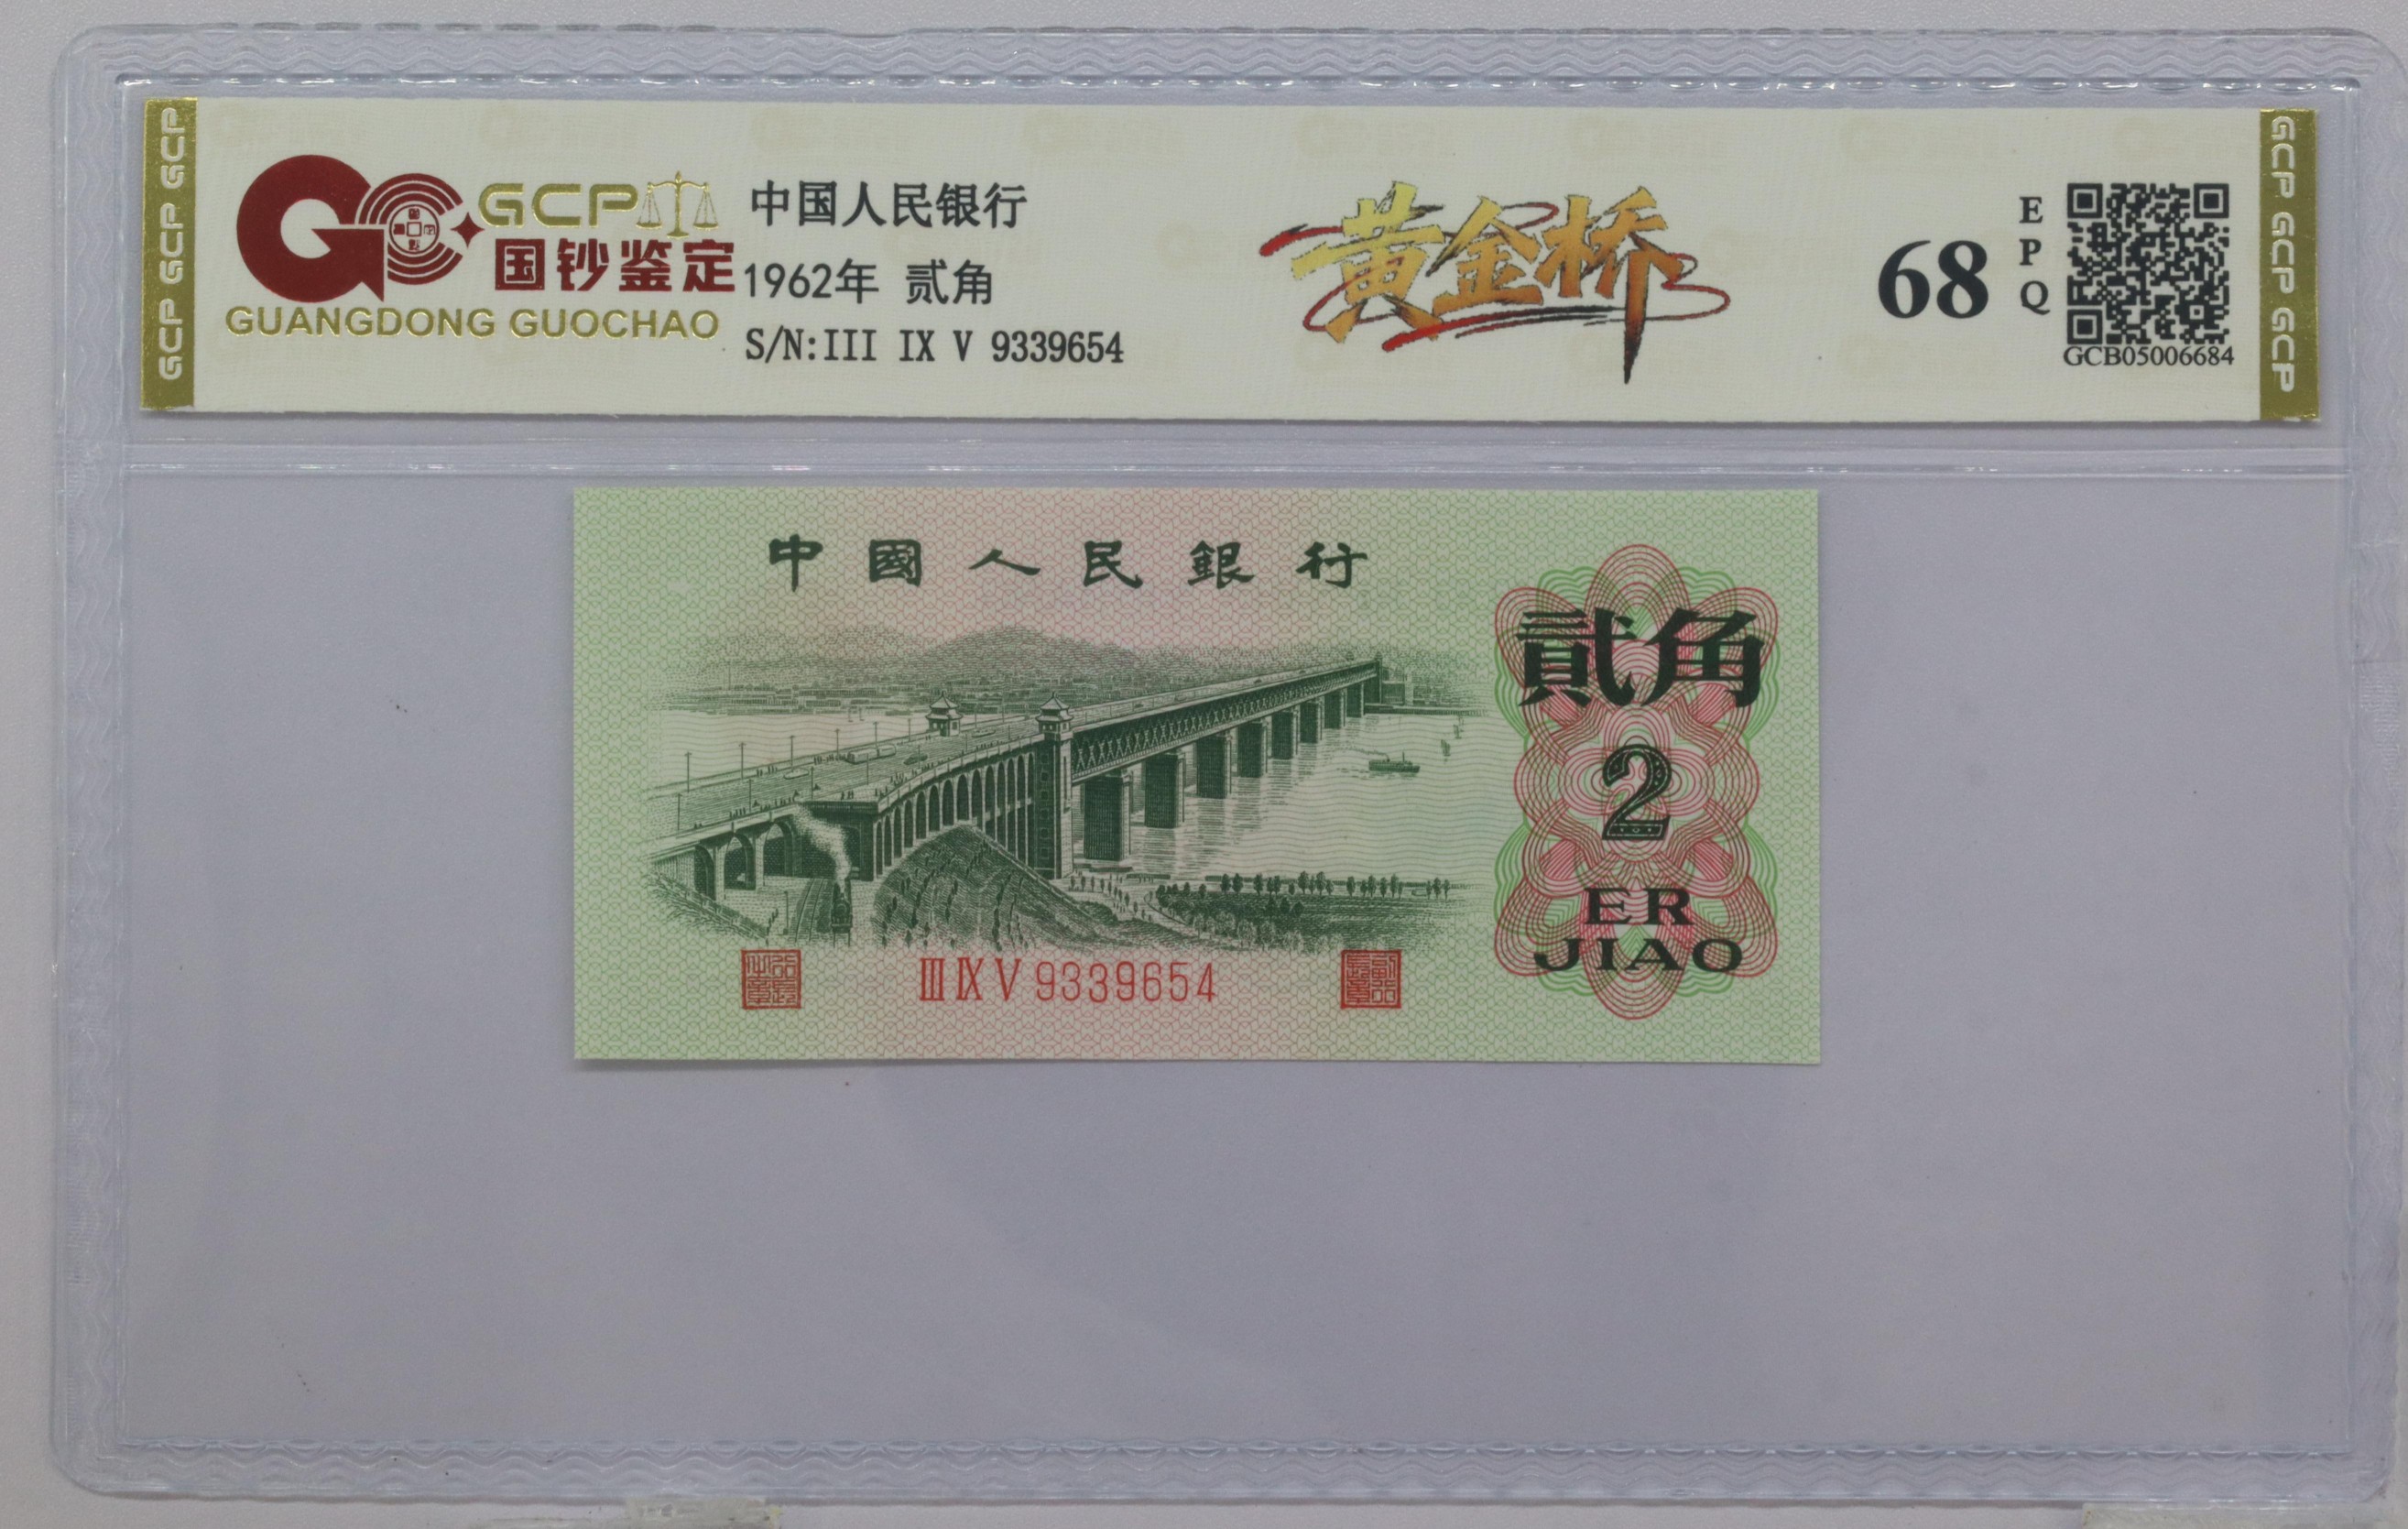 GCP GCP GCP
GCP
国钞鉴定
GUANGDONG GUOCHAO
中国人民银行
1962年 贰角
S/N:III IX V 9339654
黄金桥
68
EPQ
GCB05006684
GCP GCP GCP
中國人民銀行
貳角
2
ER
JIAO
III IX V 9339654